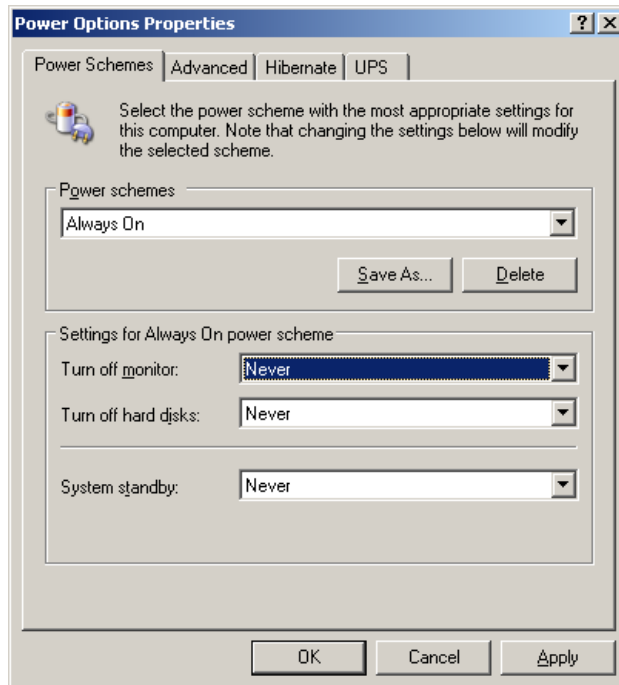 Power Options Properties
Power Schemes Advanced Hibernate UPS
Select the power scheme with the most appropriate settings for
this computer. Note that changing the settings below will modify
the selected scheme.
Power schemes
Always On
Save As... Delete
Settings for Always On power scheme
Turn off monitor: Never
Turn off hard disks: Never
System standby: Never
OK Cancel Apply